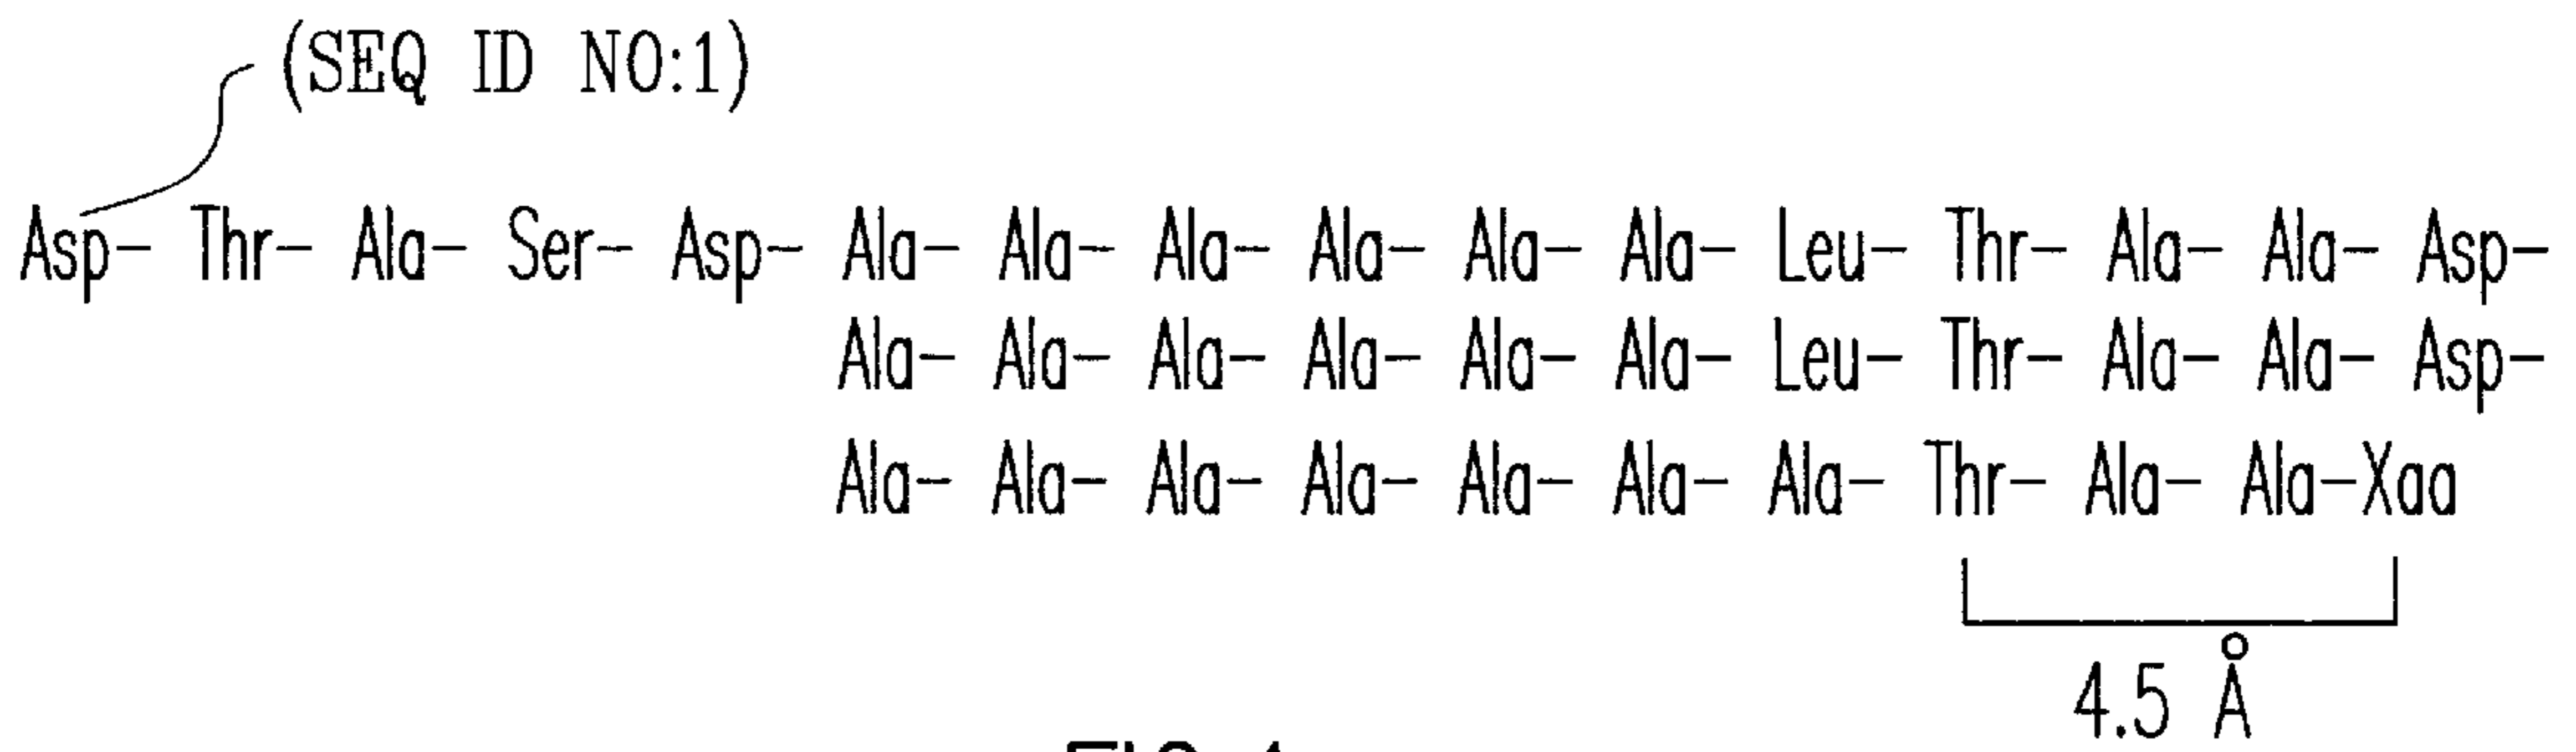 (SEQ ID NO:1)
Asp- Thr- Ala- Ser- Asp- Ala- Ala- Ala- Ala- Ala- Ala- Leu- Thr- Ala- Ala- Asp-
Ala- Ala- Ala- Ala- Ala- Ala- Leu- Thr- Ala- Ala- Asp-
Ala- Ala- Ala- Ala- Ala- Ala- Ala- Thr- Ala- Ala-Xaa
4.5 Å